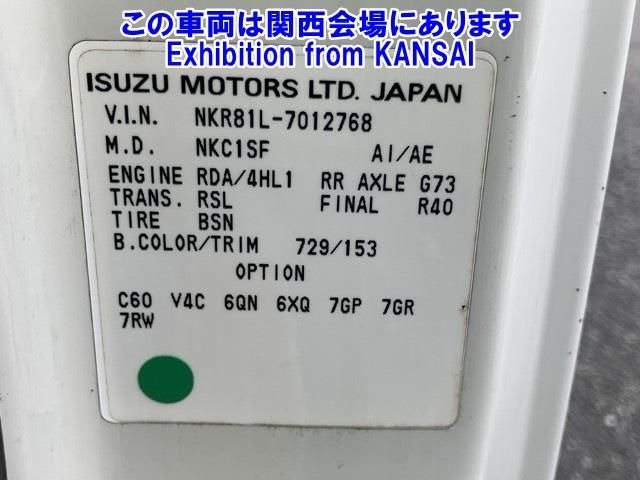 この車両は関西会場にあります
Exhibition from KANSAI
ISUZU MOTORS LTD. JAPAN
V.I.N. NKR81L-7012768
M.D. NKC1SF AI/AE
ENGINE RDA/4HL1 RR AXLE G73
TRANS. RSL FINAL R40
TIRE BSN
B.COLOR/TRIM 729/153
OPTION
C60 V4C 6QN 6XQ 7GP 7GR
7RW